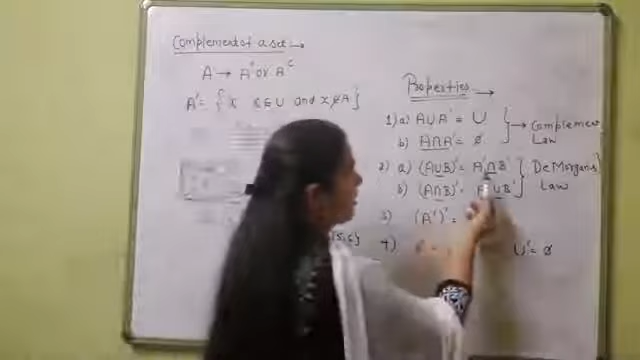 Complement of a set →
A → A' or A^c
A' = { x x∈U and x∉A }
Properties →
1) a) A∪A' = U
b) A∩A' = ø
→ Complement Law
2) a) (A∪B)' = A'∩B'
b) (A∩B)' = A'∪B'
De Morgan's Law
3) (A')' =
4)
U' = ø